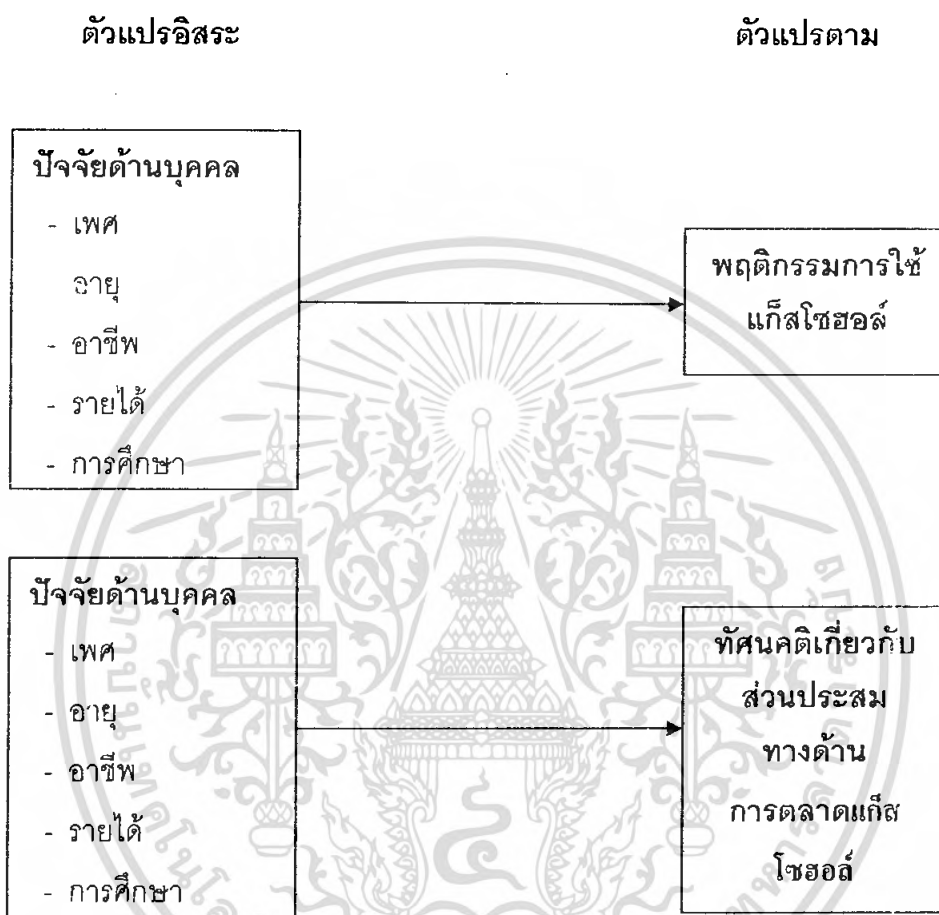 ตัวแปรอิสระ
ตัวแปรตาม
ปัจจัยด้านบุคคล
- เพศ
อายุ
- อาชีพ
- รายได้
- การศึกษา
พฤติกรรมการใช้
แก็สโซฮอล์
ปัจจัยด้านบุคคล
- เพศ
- อายุ
- อาชีพ
- รายได้
- การศึกษา
ทัศนคติเกี่ยวกับ
ส่วนประสม
ทางด้าน
การตลาดแก็ส
โซฮอล์